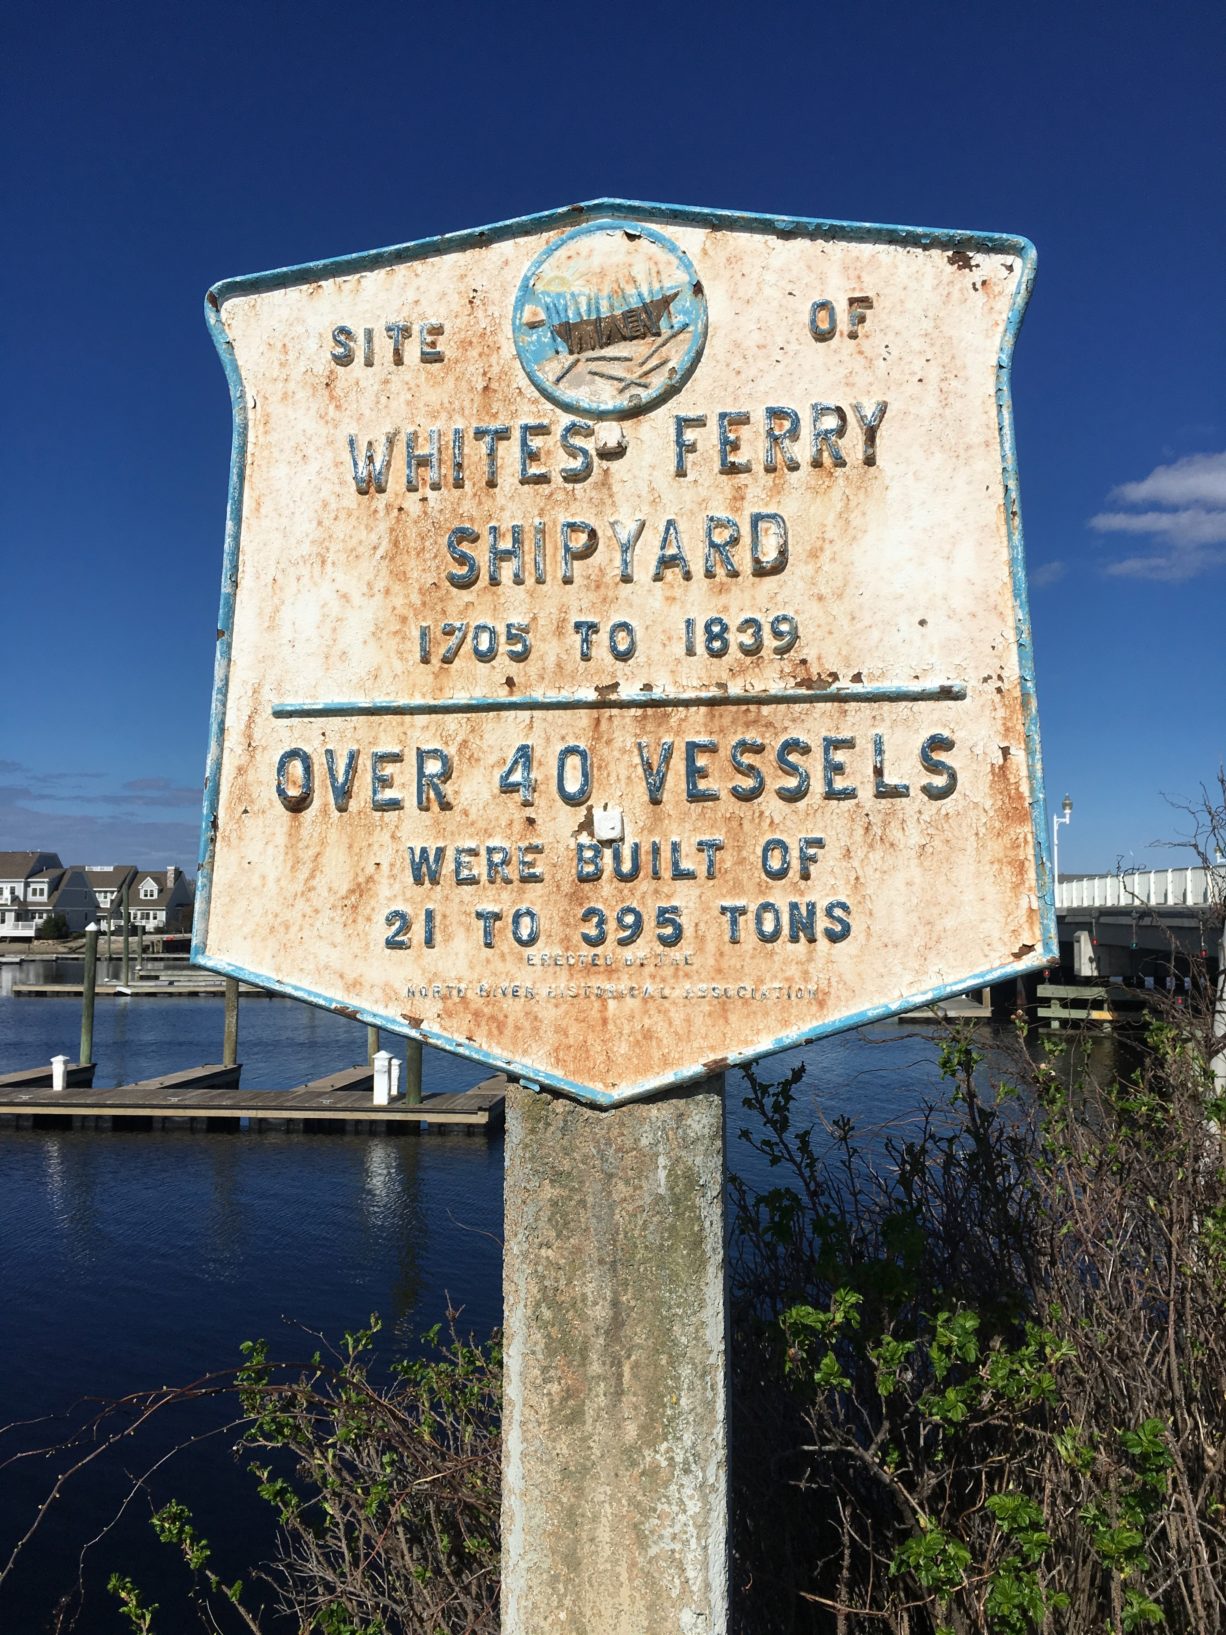 SITE OF
WHITES FERRY
SHIPYARD
1705 TO 1839
OVER 40 VESSELS
WERE BUILT OF
21 TO 395 TONS
ERECTED BY THE
NORTH RIVER HISTORICAL ASSOCIATION